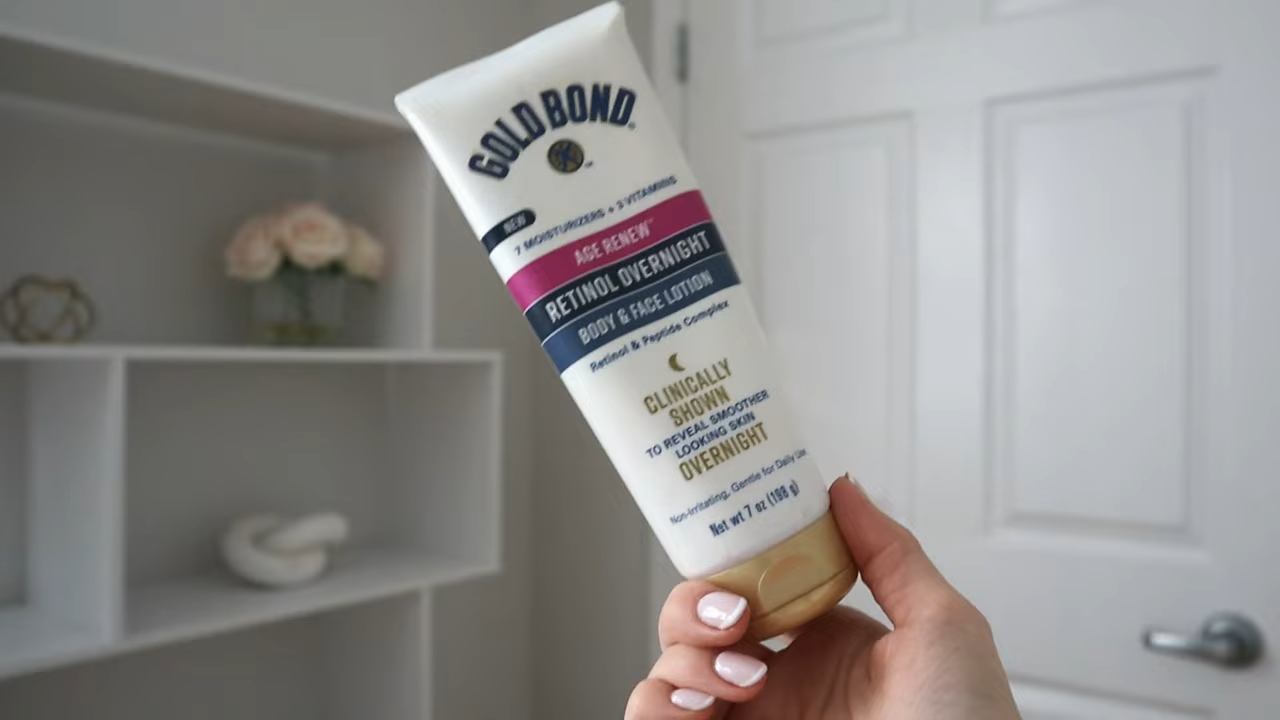 GOLD BOND®
NEW
7 MOISTURIZERS + 3 VITAMINS
AGE RENEW™
RETINOL OVERNIGHT
BODY & FACE LOTION
Retinol & Peptide Complex
CLINICALLY
SHOWN
TO REVEAL SMOOTHER
LOOKING SKIN
OVERNIGHT
Non-Irritating, Gentle for Daily Use
Net wt 7 oz (198 g)